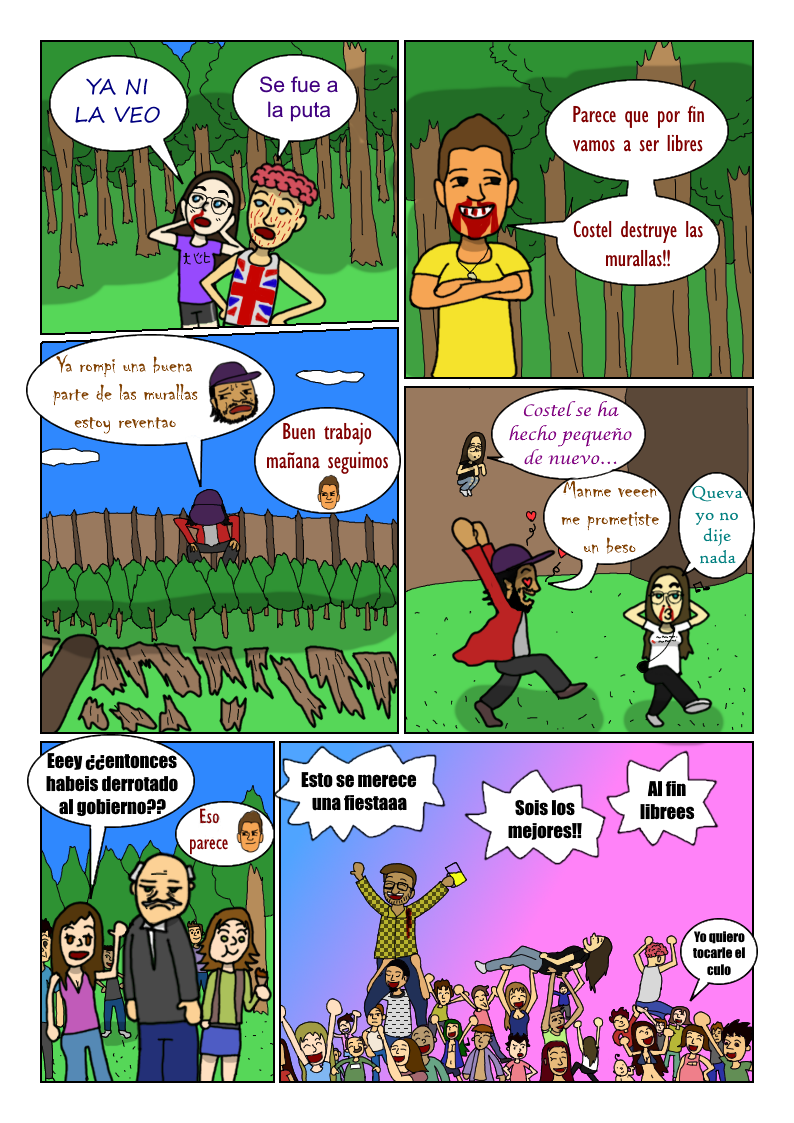 YA NI
LA VEO
Se fue a
la puta
Parece que por fin
vamos a ser libres
Costel destruye las
murallas!!
Ya rompi una buena
parte de las murallas
estoy reventao
Buen trabajo
mañana seguimos
Costel se ha
hecho pequeño
de nuevo...
Manme veeen
me prometiste
un beso
Queva
yo no
dije
nada
Eeey ¿¿entonces
habeis derrotado
al gobierno??
Eso
parece
Esto se merece
una fiestaaa
Sois los
mejores!!
Al fin
librees
Yo quiero
tocarle el
culo